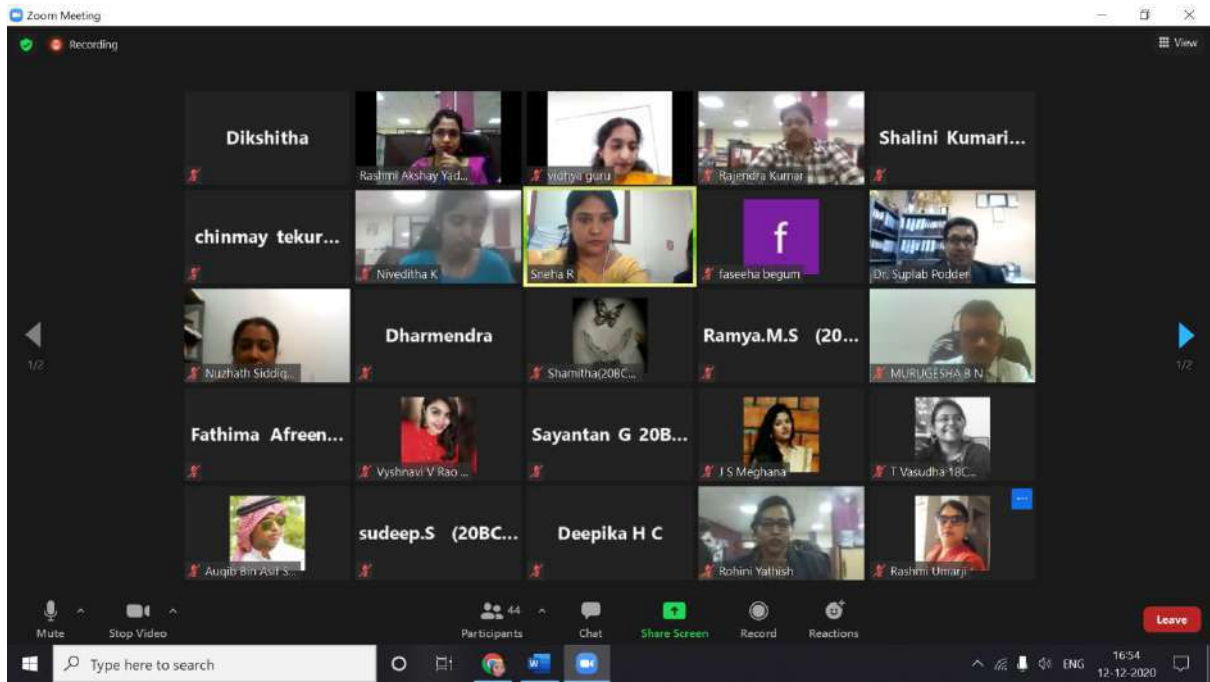 Zoom Meeting
Recording
View
Dikshitha
Rashmi Akshay Yad...
vidhya guru
Rajendra Kumar
Shalini Kumari...
chinmay tekur...
Niveditha K
Sneha R
f
faseeha begum
Dr. Suplab Podder
Nuzhath Siddiq...
Dharmendra
Shamitha(20BC...
Ramya.M.S (20...
MURUGESHA B N
1/2
1/2
Fathima Afreen...
Vyshnavi V Rao ...
Sayantan G 20B...
J S Meghana
T Vasudha 18C...
Auqib Bin Asif S...
sudeep.S (20BC...
Deepika H C
Rohini Yathish
Rashmi Umarji
Mute
Stop Video
44
Participants
Chat
Share Screen
Record
Reactions
Leave
Type here to search
W
ENG
16:54
12-12-2020